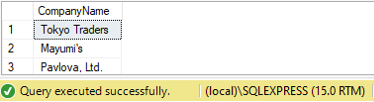 CompanyName
1 Tokyo Traders
2 Mayumi's
3 Pavlova, Ltd.
Query executed successfully. (local)\SQLEXPRESS (15.0 RTM)